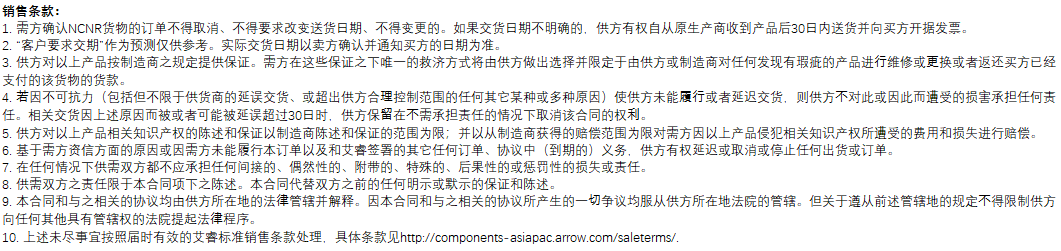 销售条款：
1. 需方确认NCNR货物的订单不得取消、不得要求改变送货日期、不得变更的。如果交货日期不明确的，供方有权自从原生产商收到产品后30日内送货并向买方开据发票。
2. “客户要求交期”作为预测仅供参考。实际交货日期以卖方确认并通知买方的日期为准。
3. 供方对以上产品按制造商之规定提供保证。需方在这些保证之下唯一的救济方式将由供方做出选择并限定于由供方或制造商对任何发现有瑕疵的产品进行维修或更换或者返还买方已经
支付的该货物的货款。
4. 若因不可抗力（包括但不限于供货商的延误交货、或超出供方合理控制范围的任何其它某种或多种原因）使供方未能履行或者延迟交货，则供方不对此或因此而遭受的损害承担任何责
任。相关交货因上述原因而被或者可能被延误超过30日时，供方保留在不需承担责任的情况下取消该合同的权利。
5. 供方对以上产品相关知识产权的陈述和保证以制造商陈述和保证的范围为限；并以从制造商获得的赔偿范围为限对需方因以上产品侵犯相关知识产权所遭受的费用和损失进行赔偿。
6. 基于需方资信方面的原因或因需方未能履行本订单以及和艾睿签署的其它任何订单、协议中（到期的）义务，供方有权延迟或取消或停止任何出货或订单。
7. 在任何情况下供需双方都不应承担任何间接的、偶然性的、附带的、特殊的、后果性的或惩罚性的损失或责任。
8. 供需双方之责任限于本合同项下之陈述。本合同代替双方之前的任何明示或默示的保证和陈述。
9. 本合同和与之相关的协议均由供方所在地的法律管辖并解释。因本合同和与之相关的协议所产生的一切争议均服从供方所在地法院的管辖。但关于遵从前述管辖地的规定不得限制供方
向任何其他具有管辖权的法院提起法律程序。
10. 上述未尽事宜按照届时有效的艾睿标准销售条款处理，具体条款见http://components-asiapac.arrow.com/saleterms/.